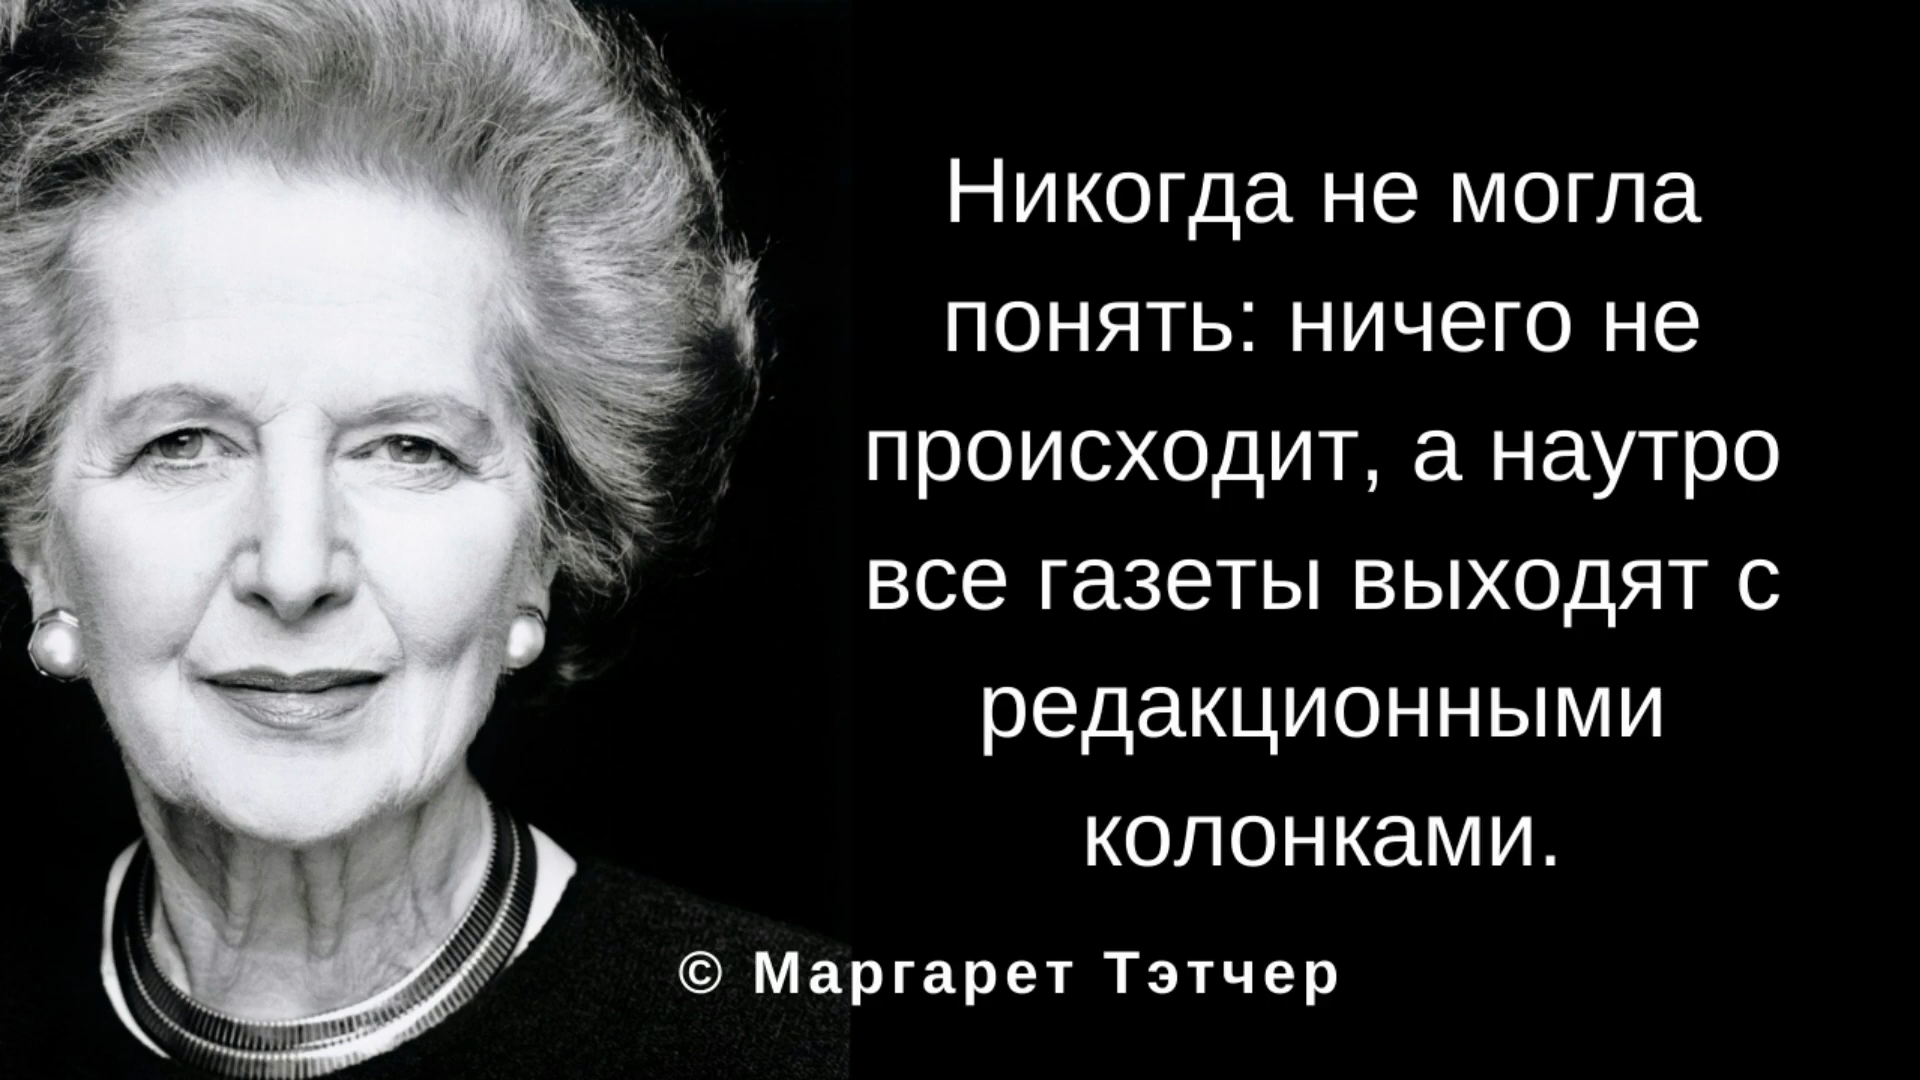 Никогда не могла
понять: ничего не
происходит, а наутро
все газеты выходят с
редакционными
колонками.
© Маргарет Тэтчер